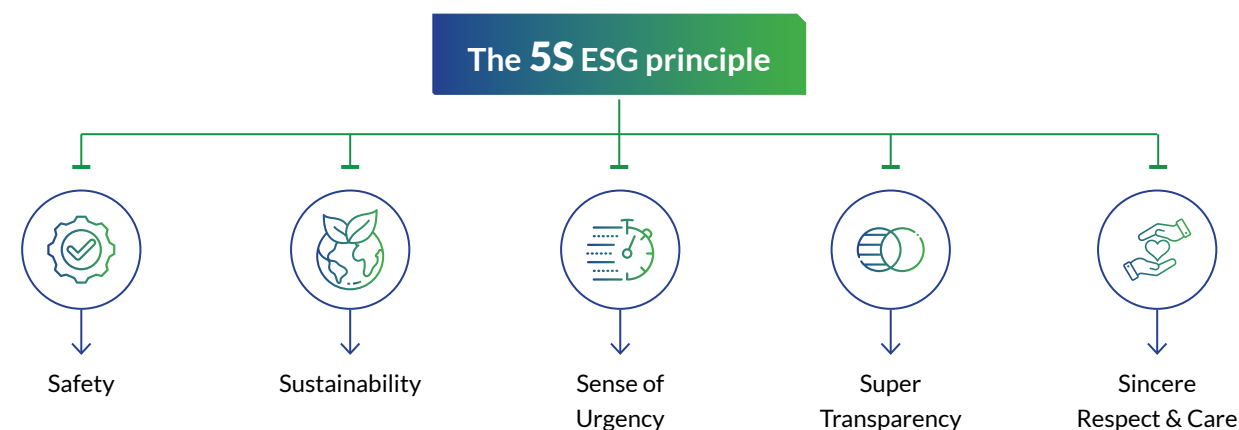 The 5S ESG principle
Safety
Sustainability
Sense of
Urgency
Super
Transparency
Sincere
Respect & Care